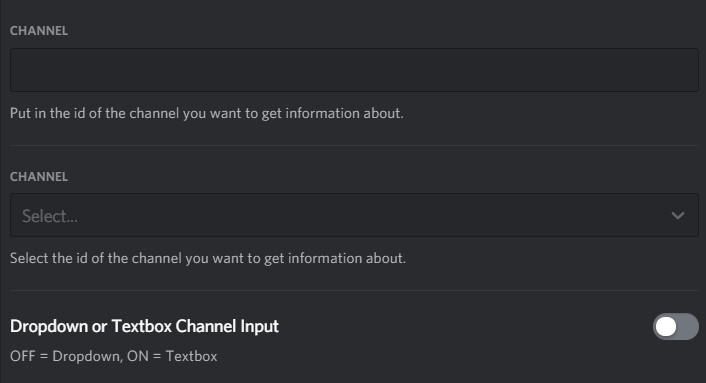 CHANNEL
Put in the id of the channel you want to get information about.
CHANNEL
Select...
Select the id of the channel you want to get information about.
Dropdown or Textbox Channel Input
OFF = Dropdown, ON = Textbox